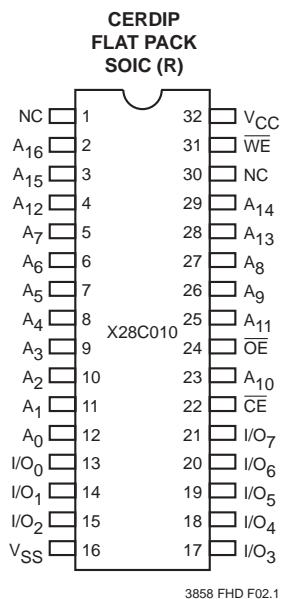 CERDIP
FLAT PACK
SOIC (R)
NC 1 32 VCC
A16 2 31 WE
A15 3 30 NC
A12 4 29 A14
A7 5 28 A13
A6 6 27 A8
A5 7 26 A9
A4 8 25 A11
X28C010
A3 9 24 OE
A2 10 23 A10
A1 11 22 CE
A0 12 21 I/O7
I/O0 13 20 I/O6
I/O1 14 19 I/O5
I/O2 15 18 I/O4
VSS 16 17 I/O3
3858 FHD F02.1